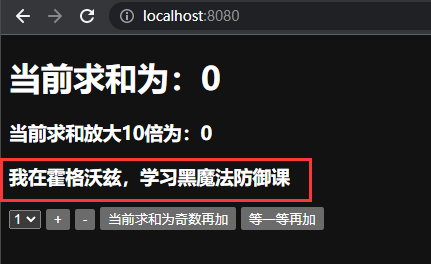 localhost:8080
当前求和为：0
当前求和放大10倍为：0
我在霍格沃兹，学习黑魔法防御课
1 + - 当前求和为奇数再加 等一等再加